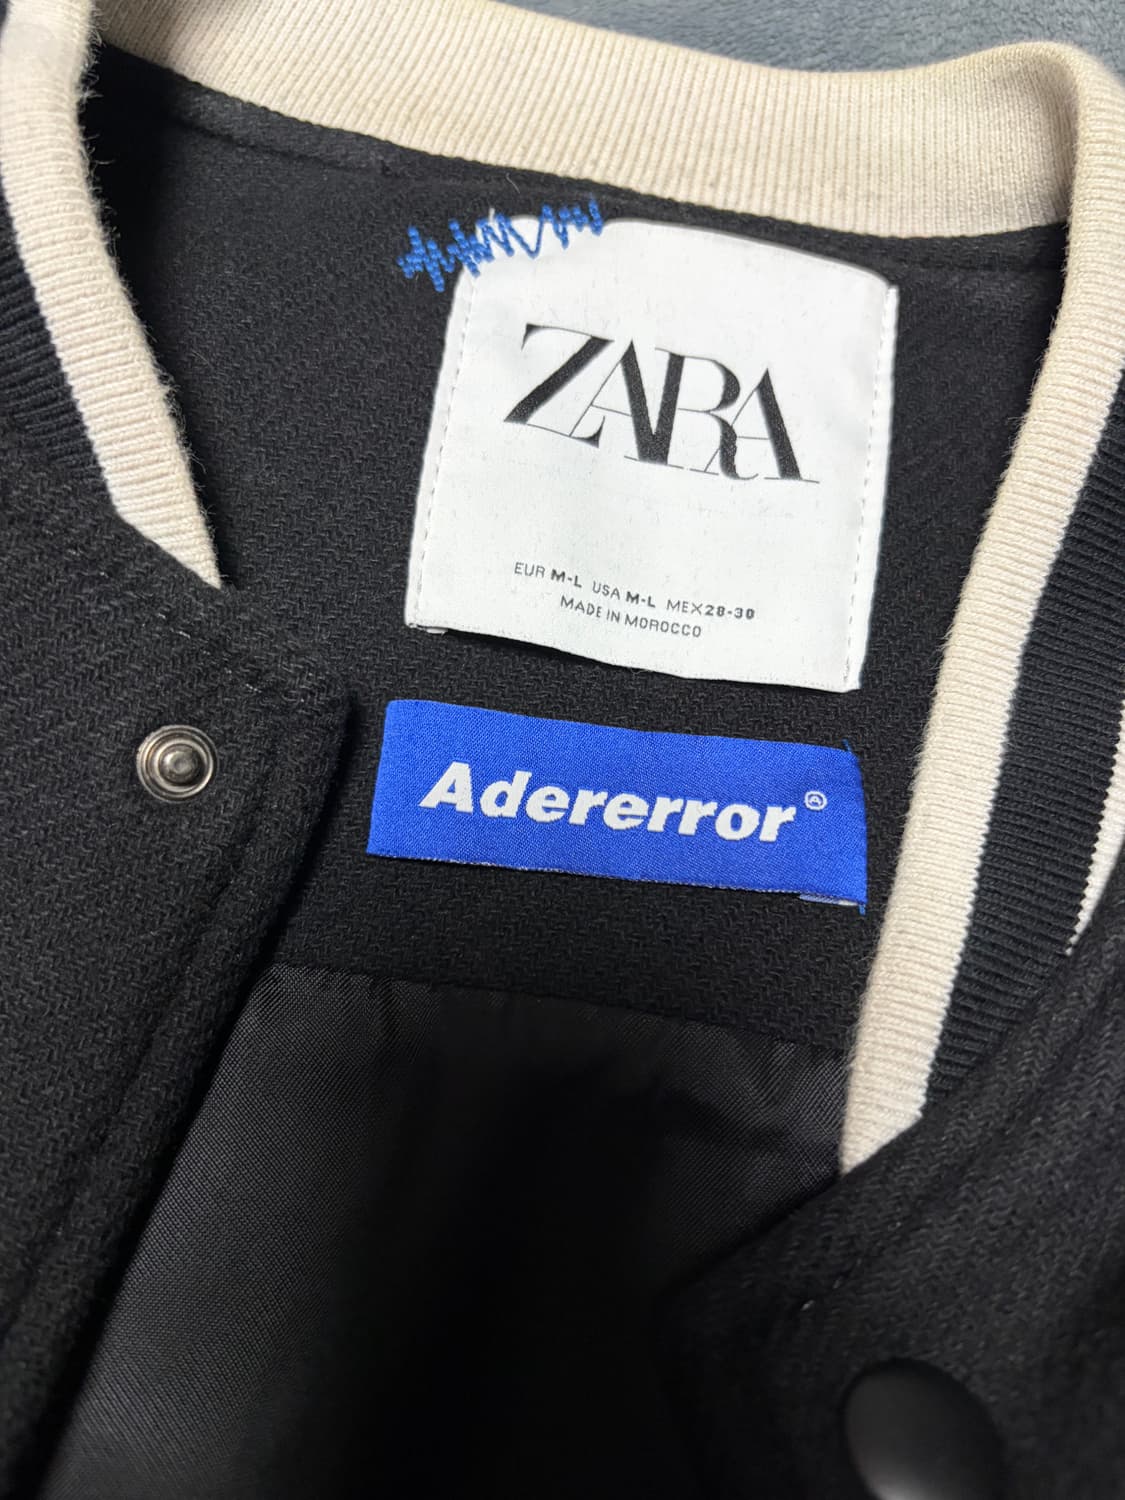 ZARA
EUR M-L USA M-L MEX 28-30
MADE IN MOROCCO
Adererror